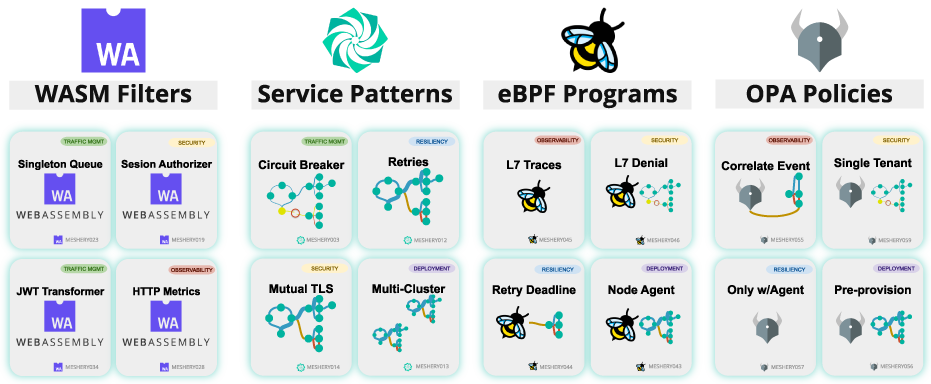 WA
WASM Filters
Service Patterns
eBPF Programs
OPA Policies
TRAFFIC MGMT
Singleton Queue
WA
WEBASSEMBLY
MESHERY023
SECURITY
Sesion Authorizer
WA
WEBASSEMBLY
MESHERY019
TRAFFIC MGMT
Circuit Breaker
MESHERY003
RESILIENCY
Retries
MESHERY012
OBSERVABILITY
L7 Traces
MESHERY045
SECURITY
L7 Denial
MESHERY046
OBSERVABILITY
Correlate Event
MESHERY055
SECURITY
Single Tenant
MESHERY059
TRAFFIC MGMT
JWT Transformer
WA
WEBASSEMBLY
MESHERY034
OBSERVABILITY
HTTP Metrics
WA
WEBASSEMBLY
MESHERY028
SECURITY
Mutual TLS
MESHERY014
DEPLOYMENT
Multi-Cluster
MESHERY013
RESILIENCY
Retry Deadline
MESHERY044
DEPLOYMENT
Node Agent
MESHERY043
RESILIENCY
Only w/Agent
MESHERY057
DEPLOYMENT
Pre-provision
MESHERY056